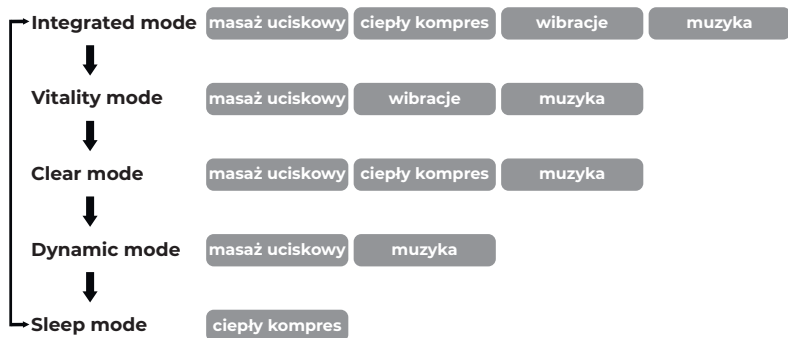 Integrated mode masaż uciskowy ciepły kompres wibracje muzyka
Vitality mode masaż uciskowy wibracje muzyka
Clear mode masaż uciskowy ciepły kompres muzyka
Dynamic mode masaż uciskowy muzyka
Sleep mode ciepły kompres